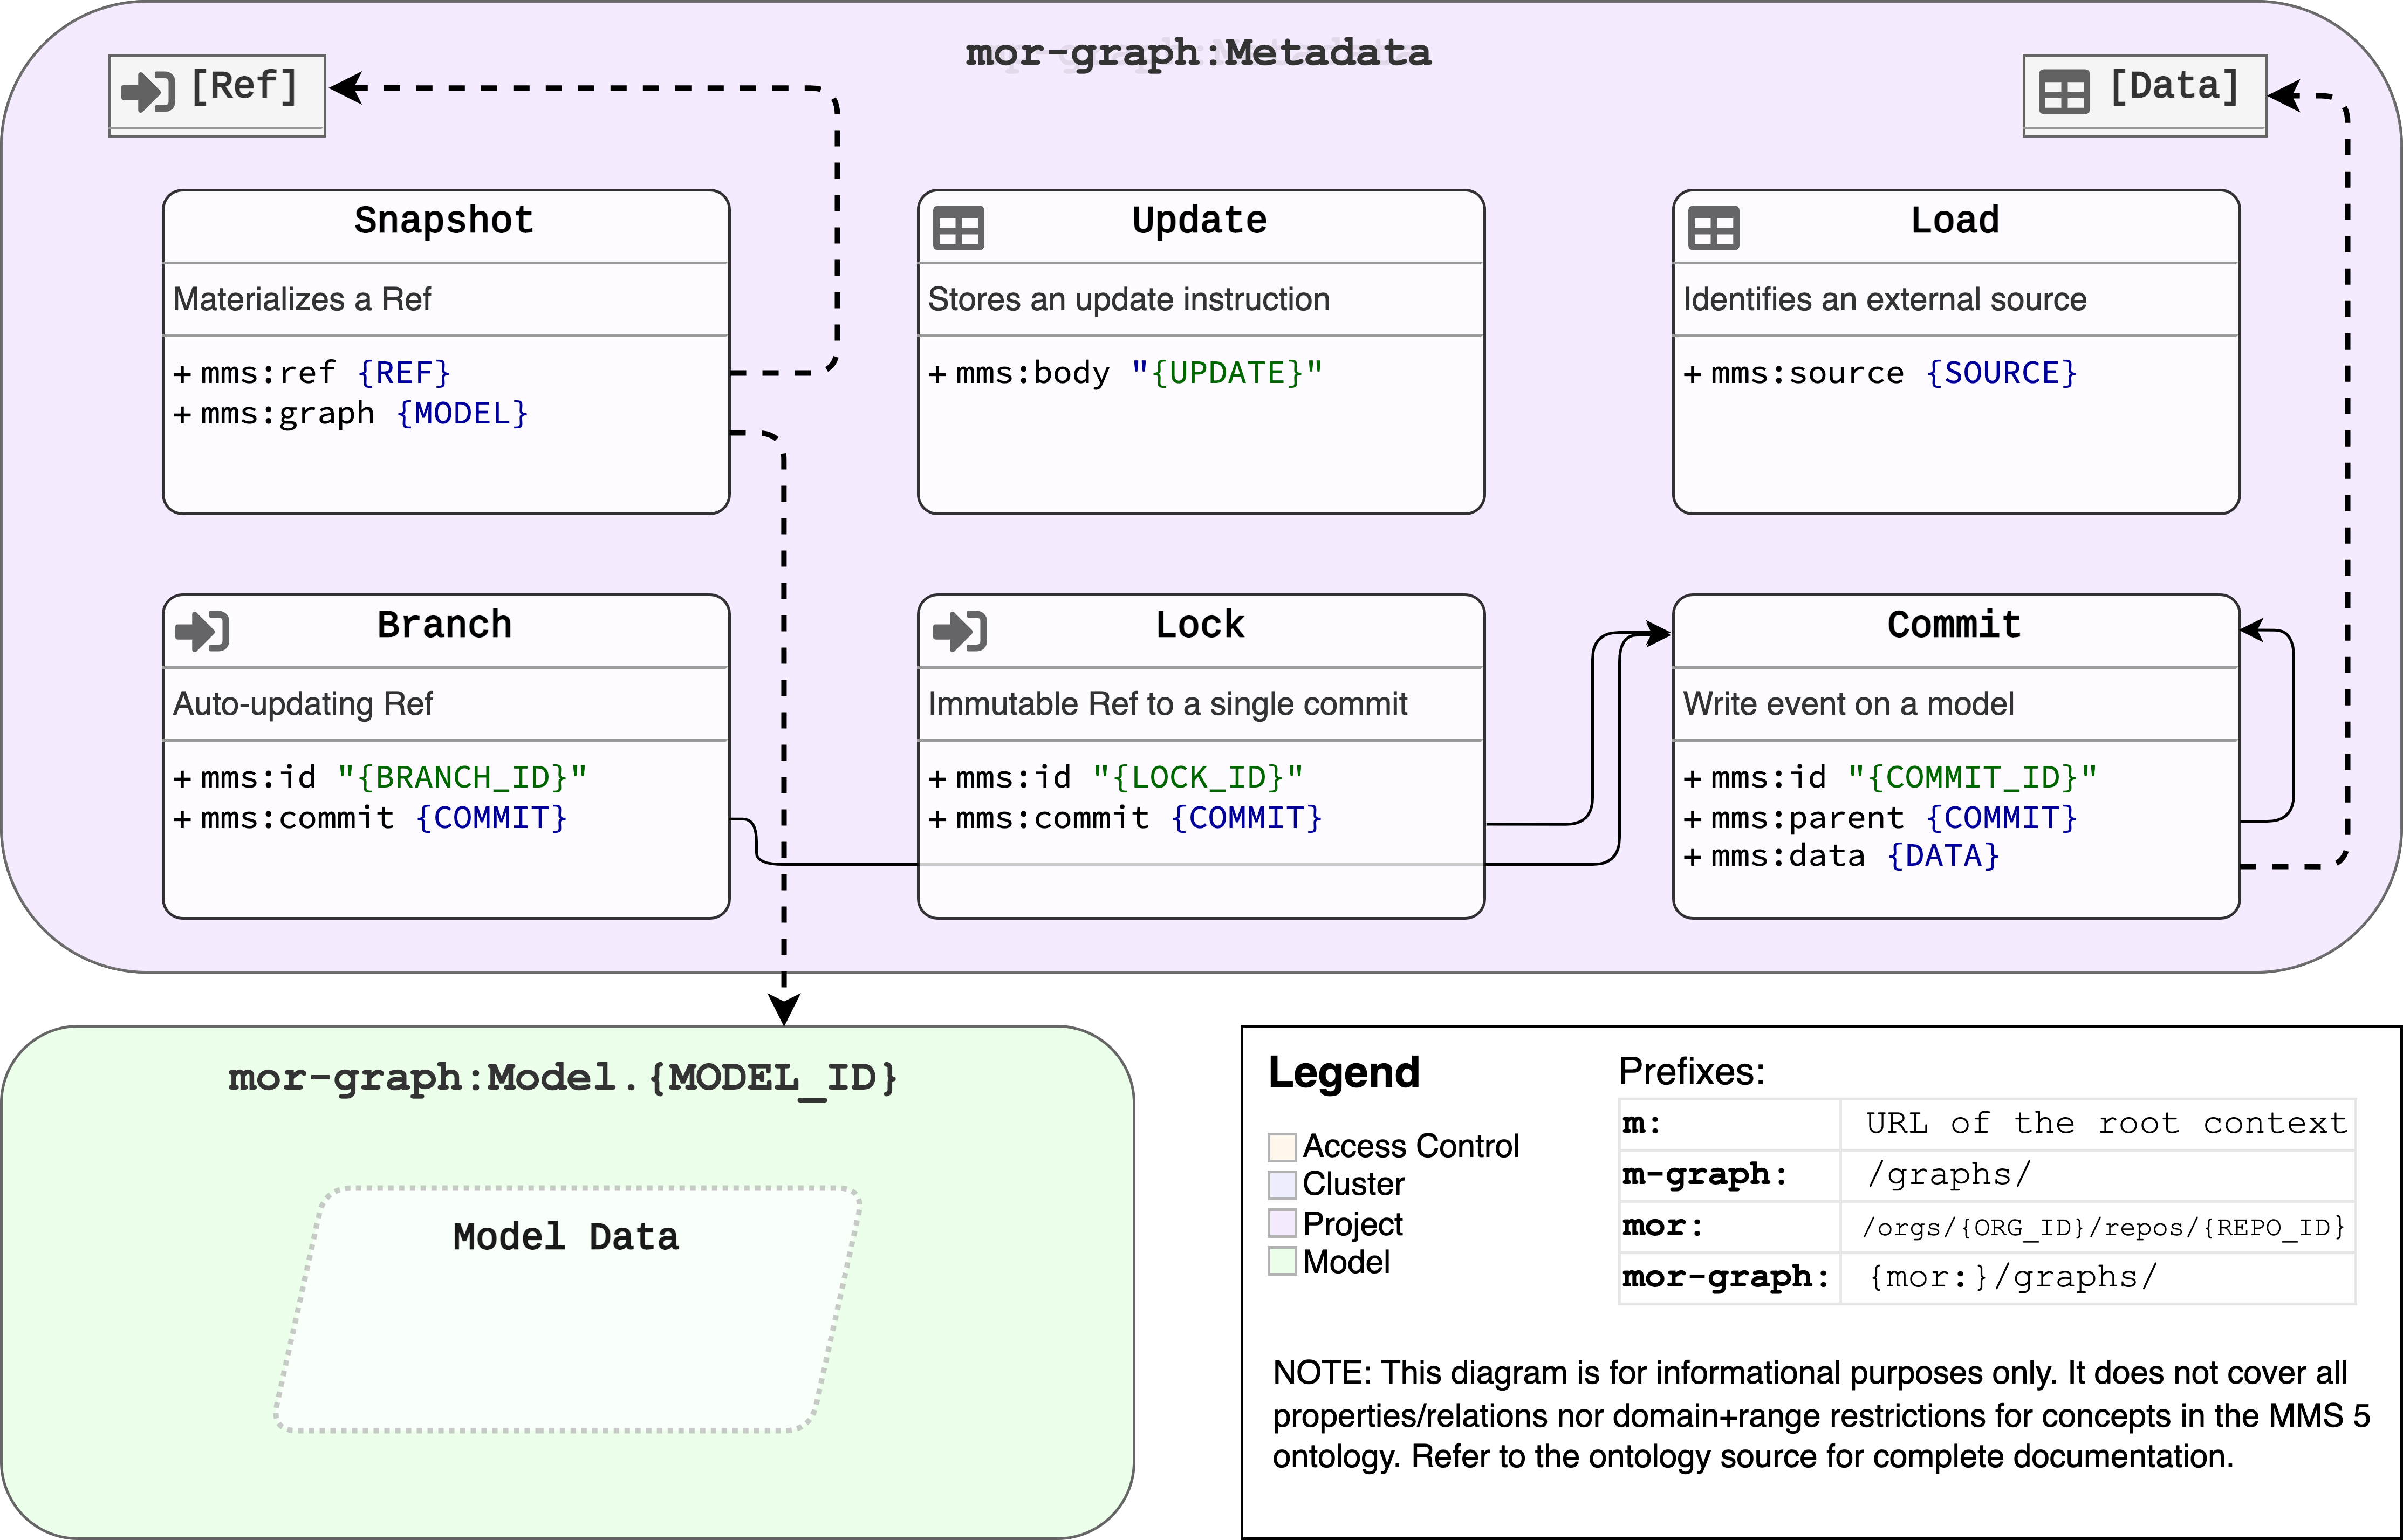 mor-graph:Metadata
[Ref]
[Data]
Snapshot
Materializes a Ref
+ mms:ref {REF}
+ mms:graph {MODEL}
Update
Stores an update instruction
+ mms:body "{UPDATE}"
Load
Identifies an external source
+ mms:source {SOURCE}
Branch
Auto-updating Ref
+ mms:id "{BRANCH_ID}"
+ mms:commit {COMMIT}
Lock
Immutable Ref to a single commit
+ mms:id "{LOCK_ID}"
+ mms:commit {COMMIT}
Commit
Write event on a model
+ mms:id "{COMMIT_ID}"
+ mms:parent {COMMIT}
+ mms:data {DATA}
mor-graph:Model.{MODEL_ID}
Model Data
Legend
Access Control
Cluster
Project
Model
Prefixes:
m: URL of the root context
m-graph: /graphs/
mor: /orgs/{ORG_ID}/repos/{REPO_ID}
mor-graph: {mor:}/graphs/
NOTE: This diagram is for informational purposes only. It does not cover all
properties/relations nor domain+range restrictions for concepts in the MMS 5
ontology. Refer to the ontology source for complete documentation.